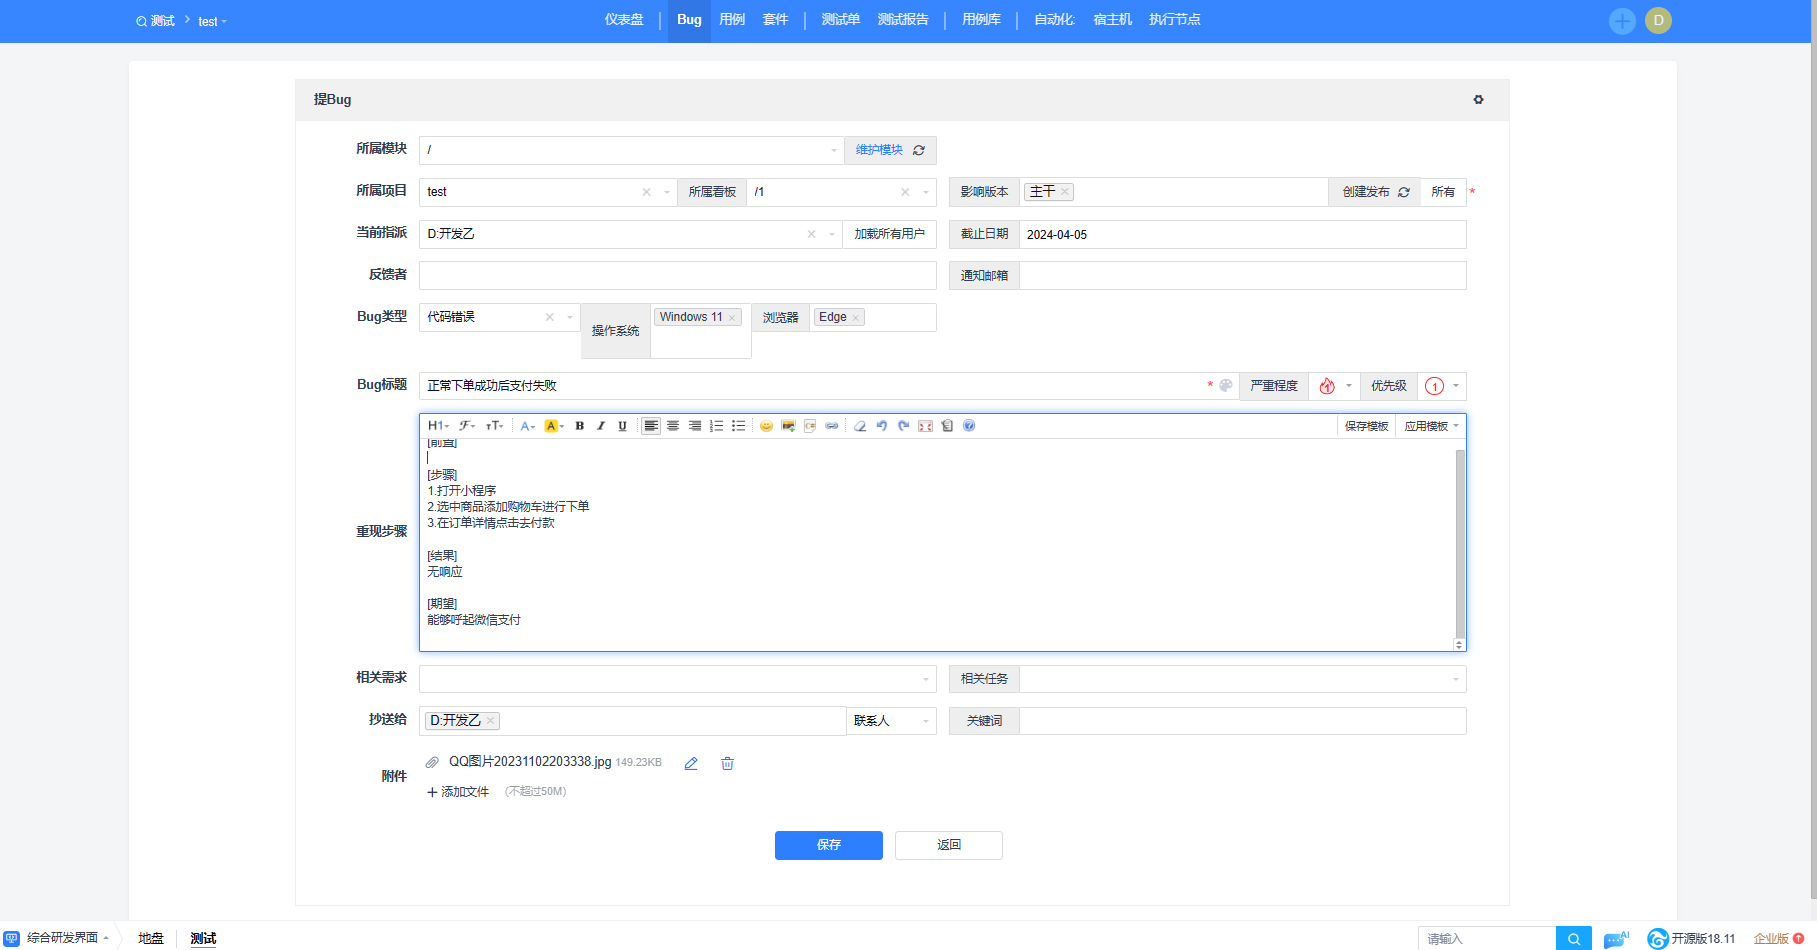 测试 test 仪表盘 Bug 用例 套件 测试单 测试报告 用例库 自动化 宿主机 执行节点 D
提Bug
所属模块 / 维护模块
所属项目 test 所属看板 /1 影响版本 主干 创建发布 所有 *
当前指派 D:开发乙 加载所有用户 截止日期 2024-04-05
反馈者 通知邮箱
Bug类型 代码错误 操作系统 Windows 11 浏览器 Edge
Bug标题 正常下单成功后支付失败 * 严重程度 1 优先级 1
H1 F TT A A B I U 保存模板 应用模板
重现步骤
[前置]
[步骤]
1.打开小程序
2.选中商品添加购物车进行下单
3.在订单详情点击去付款
[结果]
无响应
[期望]
能够呼起微信支付
相关需求 相关任务
抄送给 D:开发乙 联系人 关键词
附件
QQ图片20231102203338.jpg 149.23KB
添加文件 (不超过50M)
保存 返回
综合研发界面 地盘 测试 请输入 AI 开源版18.11 企业版